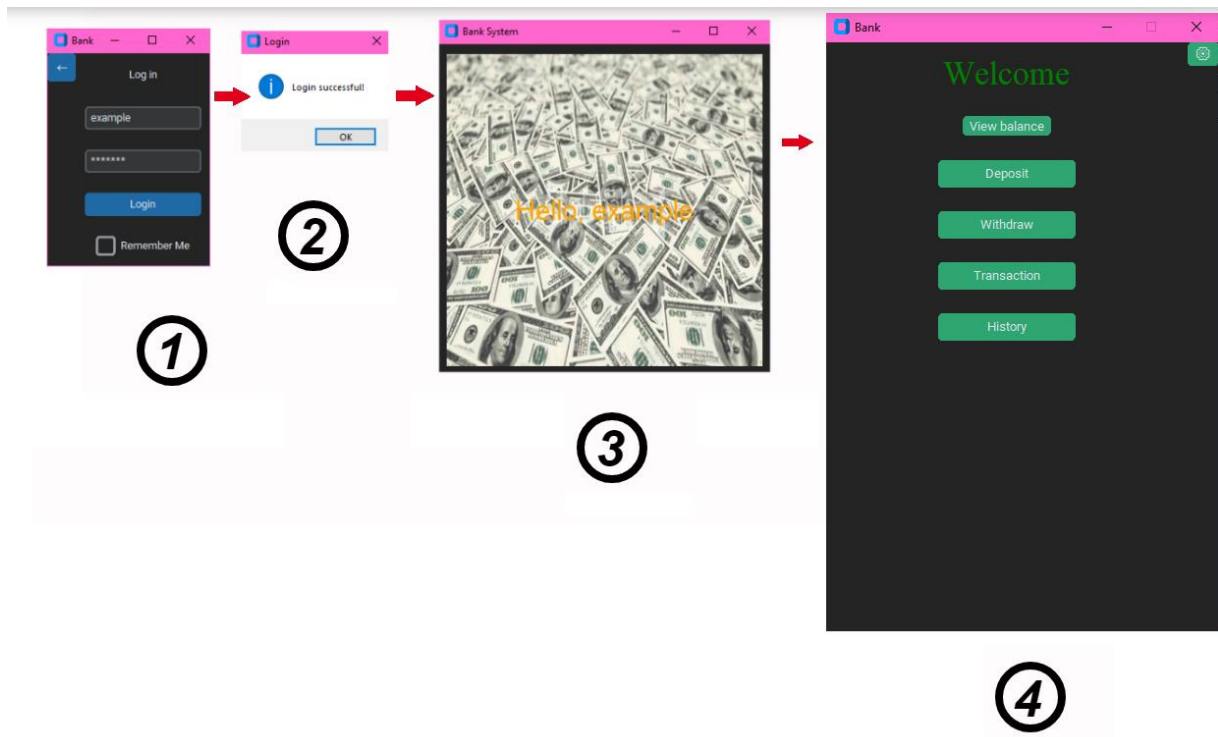 Bank
Log in
example
*******
Login
Remember Me
1
Login
Login successful!
OK
2
Bank System
Hello, example
3
Bank
Welcome
View balance
Deposit
Withdraw
Transaction
History
4